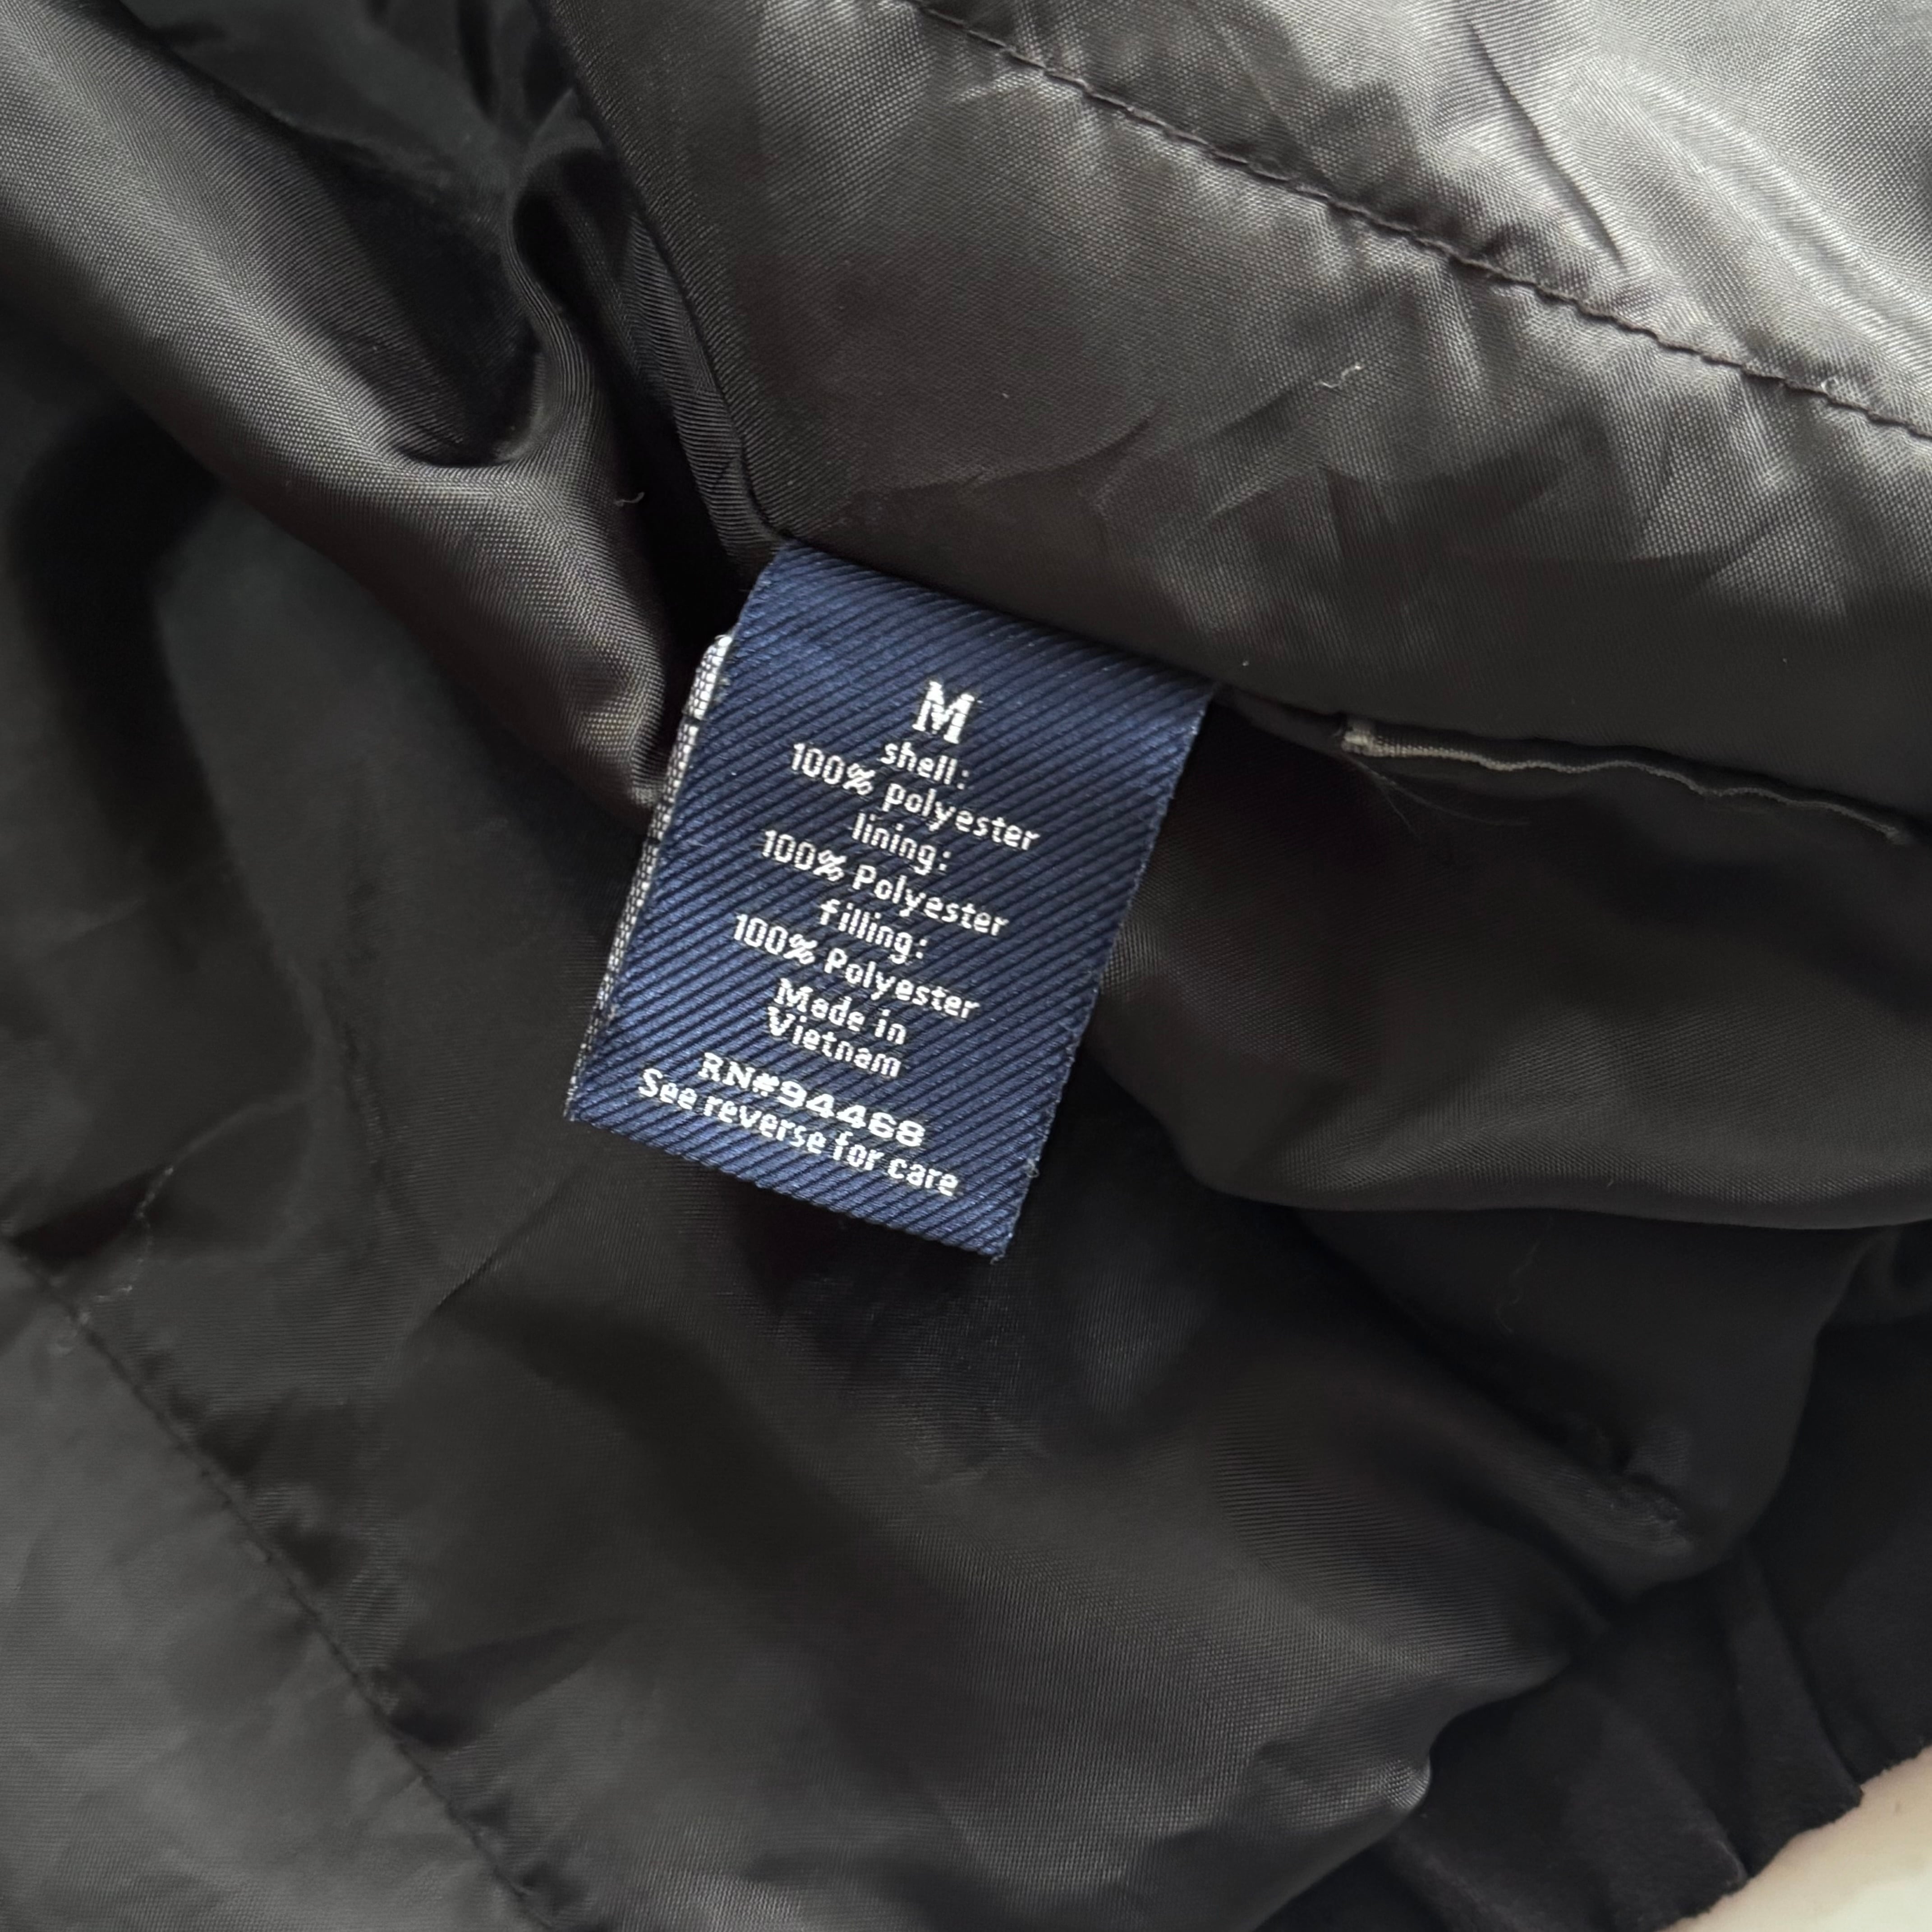 M
shell:
100% polyester
lining:
100% Polyester
filling:
100% Polyester
Made in
Vietnam
RN#94468
See reverse for care